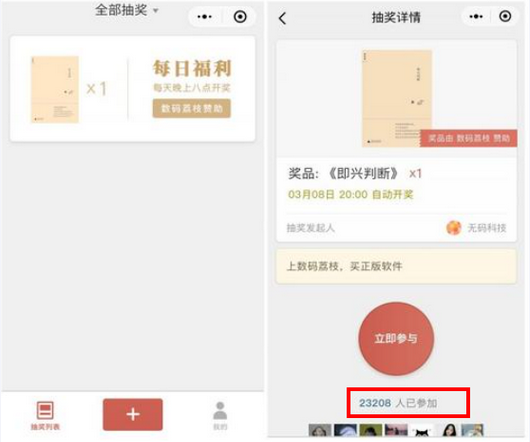 全部抽奖
x1
每日福利
每天晚上八点开奖
数码荔枝赞助
抽奖列表
我的
抽奖详情
奖品由 数码荔枝 赞助
奖品: 《即兴判断》 x1
03月08日 20:00 自动开奖
抽奖发起人
无码科技
上数码荔枝，买正版软件
立即参与
23208 人已参加